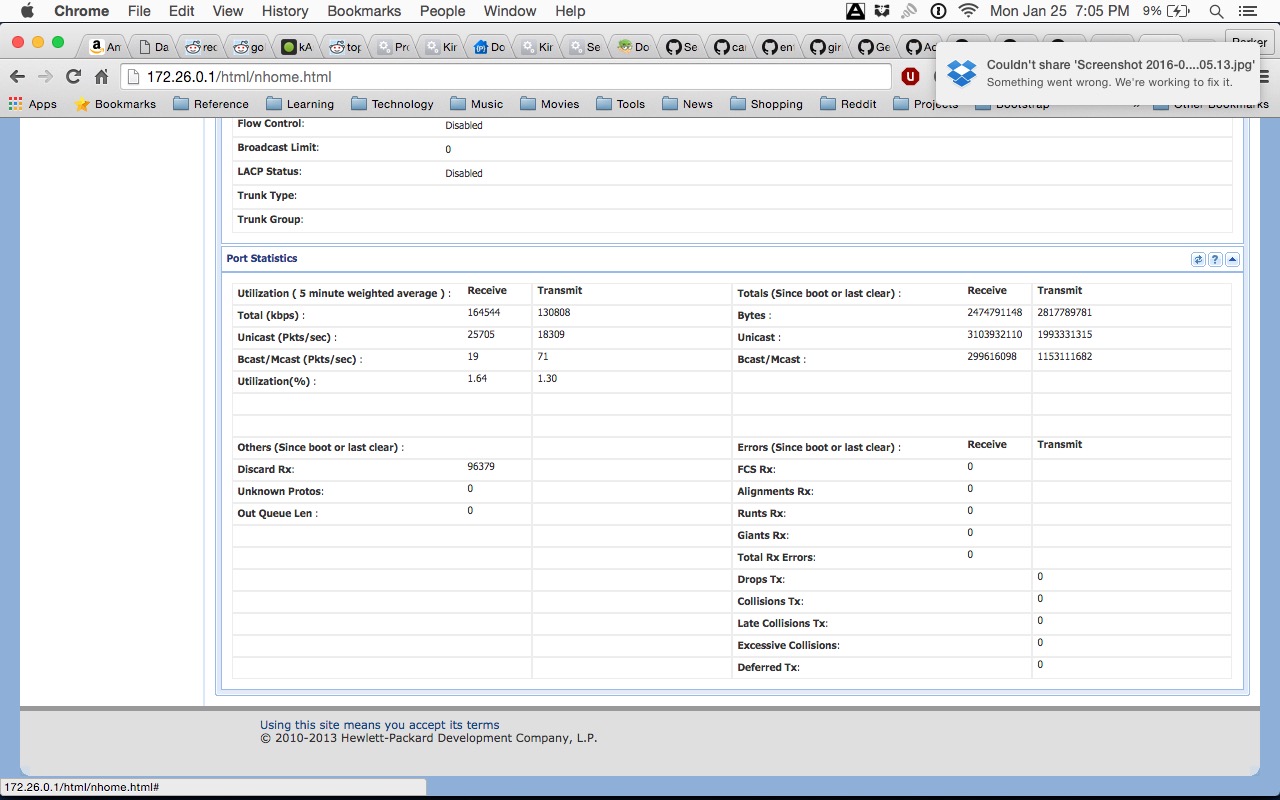 Chrome File Edit View History Bookmarks People Window Help Mon Jan 25 7:05 PM 9%
An Da rec go kA top Pro Kir Do Kir Se Do Se ca en gir Ge
172.26.0.1/html/nhome.html
Couldn't share 'Screenshot 2016-0....05.13.jpg'
Something went wrong. We're working to fix it.
Apps Bookmarks Reference Learning Technology Music Movies Tools News Shopping Reddit Projects Bootstrap » Other Bookmarks
Flow Control: Disabled
Broadcast Limit: 0
LACP Status: Disabled
Trunk Type:
Trunk Group:
Port Statistics
Utilization ( 5 minute weighted average ) : Receive Transmit Totals (Since boot or last clear) : Receive Transmit
Total (kbps) : 164544 130808 Bytes : 2474791148 2817789781
Unicast (Pkts/sec) : 25705 18309 Unicast : 3103932110 1993331315
Bcast/Mcast (Pkts/sec) : 19 71 Bcast/Mcast : 299616098 1153111682
Utilization(%) : 1.64 1.30
Others (Since boot or last clear) : Errors (Since boot or last clear) : Receive Transmit
Discard Rx: 96379 FCS Rx: 0
Unknown Protos: 0 Alignments Rx: 0
Out Queue Len : 0 Runts Rx: 0
Giants Rx: 0
Total Rx Errors: 0
Drops Tx: 0
Collisions Tx: 0
Late Collisions Tx: 0
Excessive Collisions: 0
Deferred Tx: 0
Using this site means you accept its terms
© 2010-2013 Hewlett-Packard Development Company, L.P.
172.26.0.1/html/nhome.html#